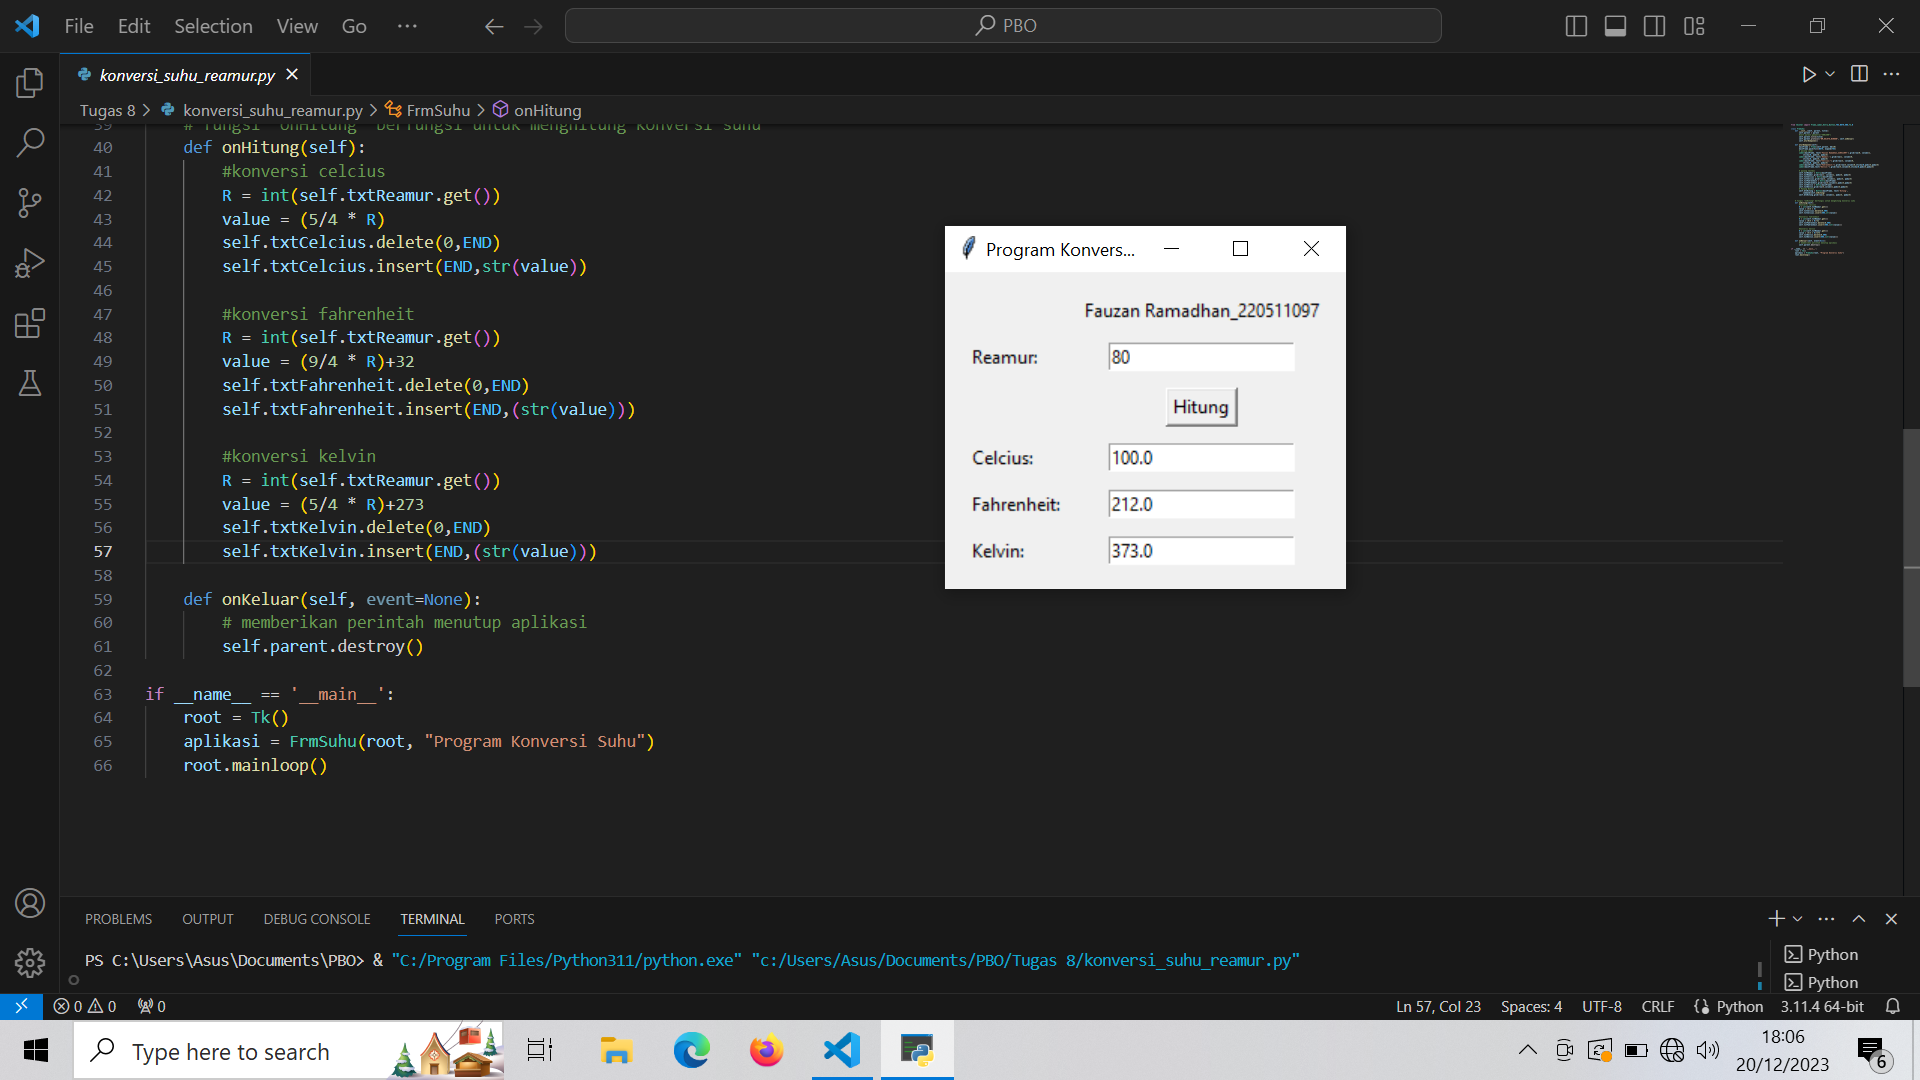 File Edit Selection View Go ...
PBO
konversi_suhu_reamur.py
Tugas 8 > konversi_suhu_reamur.py > FrmSuhu > onHitung
40 def onHitung(self):
41 #konversi celcius
42 R = int(self.txtReamur.get())
43 value = (5/4 * R)
44 self.txtCelcius.delete(0,END)
45 self.txtCelcius.insert(END,str(value))
46
47 #konversi fahrenheit
48 R = int(self.txtReamur.get())
49 value = (9/4 * R)+32
50 self.txtFahrenheit.delete(0,END)
51 self.txtFahrenheit.insert(END,(str(value)))
52
53 #konversi kelvin
54 R = int(self.txtReamur.get())
55 value = (5/4 * R)+273
56 self.txtKelvin.delete(0,END)
57 self.txtKelvin.insert(END,(str(value)))
58
59 def onKeluar(self, event=None):
60 # memberikan perintah menutup aplikasi
61 self.parent.destroy()
62
63 if __name__ == '__main__':
64 root = Tk()
65 aplikasi = FrmSuhu(root, "Program Konversi Suhu")
66 root.mainloop()
Program Konvers...
Fauzan Ramadhan_220511097
Reamur: 80
Hitung
Celcius: 100.0
Fahrenheit: 212.0
Kelvin: 373.0
PROBLEMS OUTPUT DEBUG CONSOLE TERMINAL PORTS
PS C:\Users\Asus\Documents\PBO> & "C:/Program Files/Python311/python.exe" "c:/Users/Asus/Documents/PBO/Tugas 8/konversi_suhu_reamur.py"
Python
Python
0 0 0
Ln 57, Col 23 Spaces: 4 UTF-8 CRLF Python 3.11.4 64-bit
Type here to search
18:06
20/12/2023
6